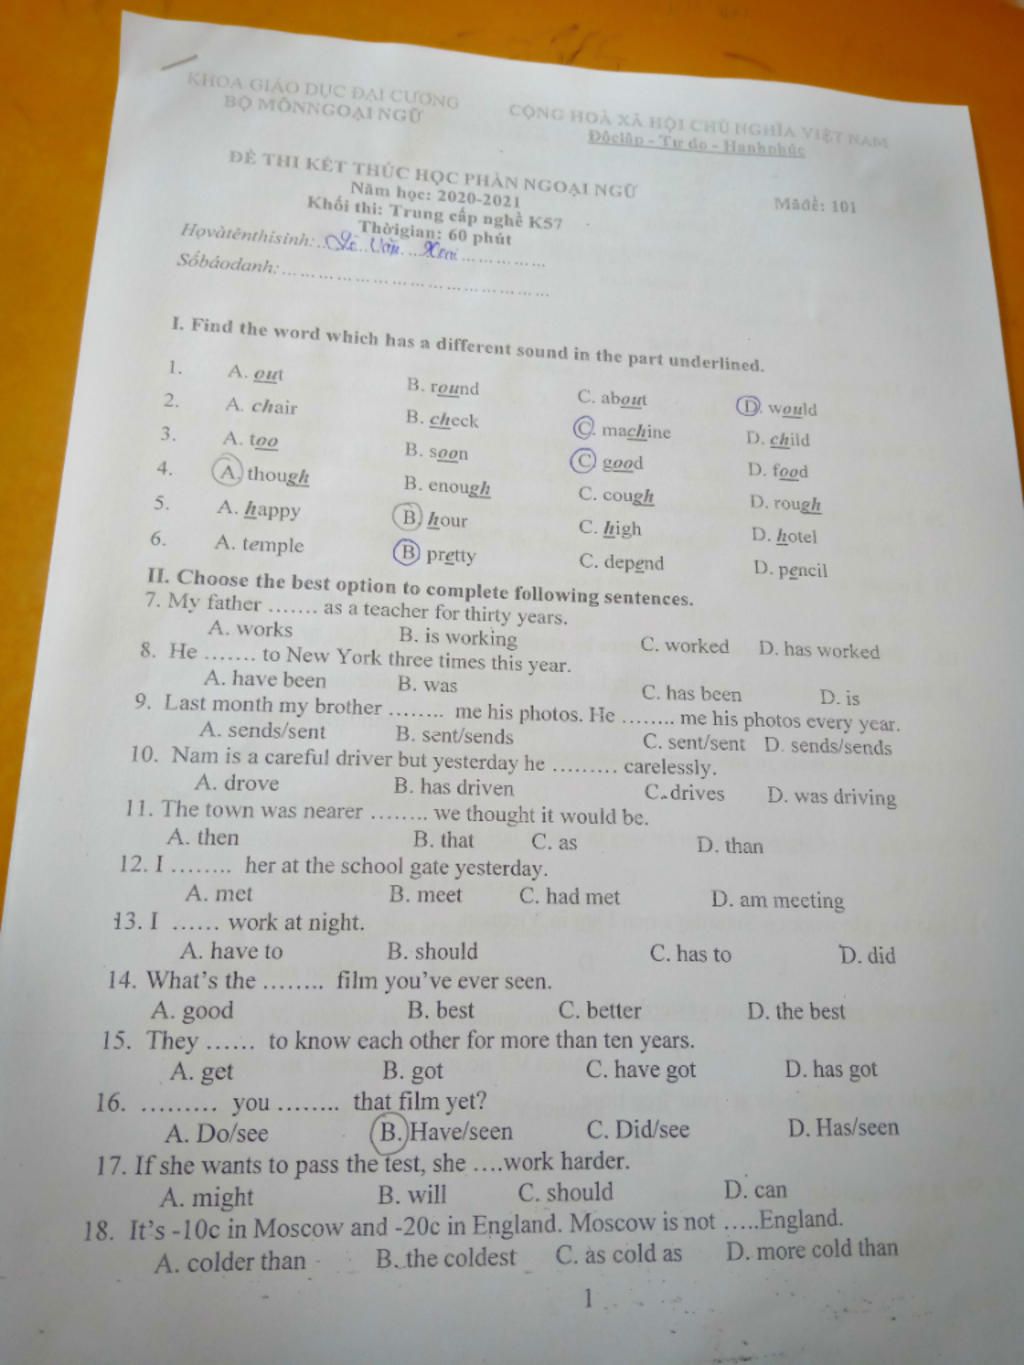 KHOA GIÁO DỤC ĐẠI CƯƠNG
BỘ MÔNNGOẠI NGỮ
CỘNG HOÀ XÃ HỘI CHỦ NGHĨA VIỆT NAM
Độclập - Tự do - Hạnhphúc
ĐỀ THI KẾT THÚC HỌC PHẦN NGOẠI NGỮ
Năm học: 2020-2021
Mãđề: 101
Khối thi: Trung cấp nghề K57
Thờigian: 60 phút
Họvàtênthísinh: Văn
Sốbáodanh:
I. Find the word which has a different sound in the part underlined.
1. A. out B. round C. about D. would
2. A. chair B. check C. machine D. child
3. A. too B. soon C. good D. food
4. A. though B. enough C. cough D. rough
5. A. happy B. hour C. high D. hotel
6. A. temple B. pretty C. depend D. pencil
II. Choose the best option to complete following sentences.
7. My father ....... as a teacher for thirty years.
A. works B. is working C. worked D. has worked
8. He ....... to New York three times this year.
A. have been B. was C. has been D. is
9. Last month my brother ........ me his photos. He ........ me his photos every year.
A. sends/sent B. sent/sends C. sent/sent D. sends/sends
10. Nam is a careful driver but yesterday he ......... carelessly.
A. drove B. has driven C. drives D. was driving
11. The town was nearer ........ we thought it would be.
A. then B. that C. as D. than
12. I ........ her at the school gate yesterday.
A. met B. meet C. had met D. am meeting
13. I ...... work at night.
A. have to B. should C. has to D. did
14. What's the ........ film you've ever seen.
A. good B. best C. better D. the best
15. They ...... to know each other for more than ten years.
A. get B. got C. have got D. has got
16. ......... you ........ that film yet?
A. Do/see B. Have/seen C. Did/see D. Has/seen
17. If she wants to pass the test, she ....work harder.
A. might B. will C. should D. can
18. It's -10c in Moscow and -20c in England. Moscow is not .....England.
A. colder than B. the coldest C. as cold as D. more cold than
1